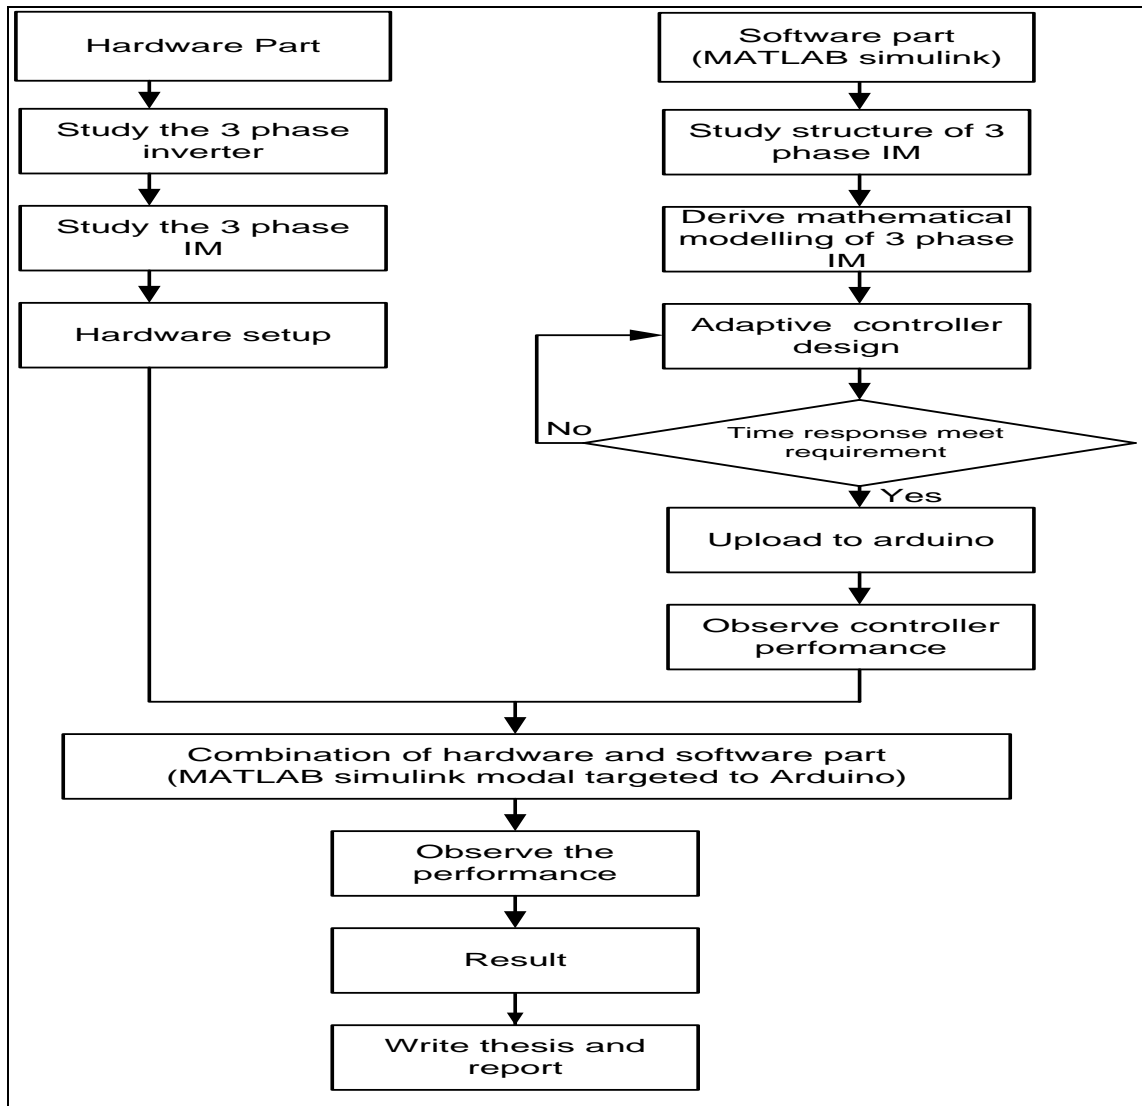 Hardware Part
Study the 3 phase
inverter
Study the 3 phase
IM
Hardware setup
Software part
(MATLAB simulink)
Study structure of 3
phase IM
Derive mathematical
modelling of 3 phase
IM
Adaptive controller
design
No
Time response meet
requirement
Yes
Upload to arduino
Observe controller
perfomance
Combination of hardware and software part
(MATLAB simulink modal targeted to Arduino)
Observe the
performance
Result
Write thesis and
report